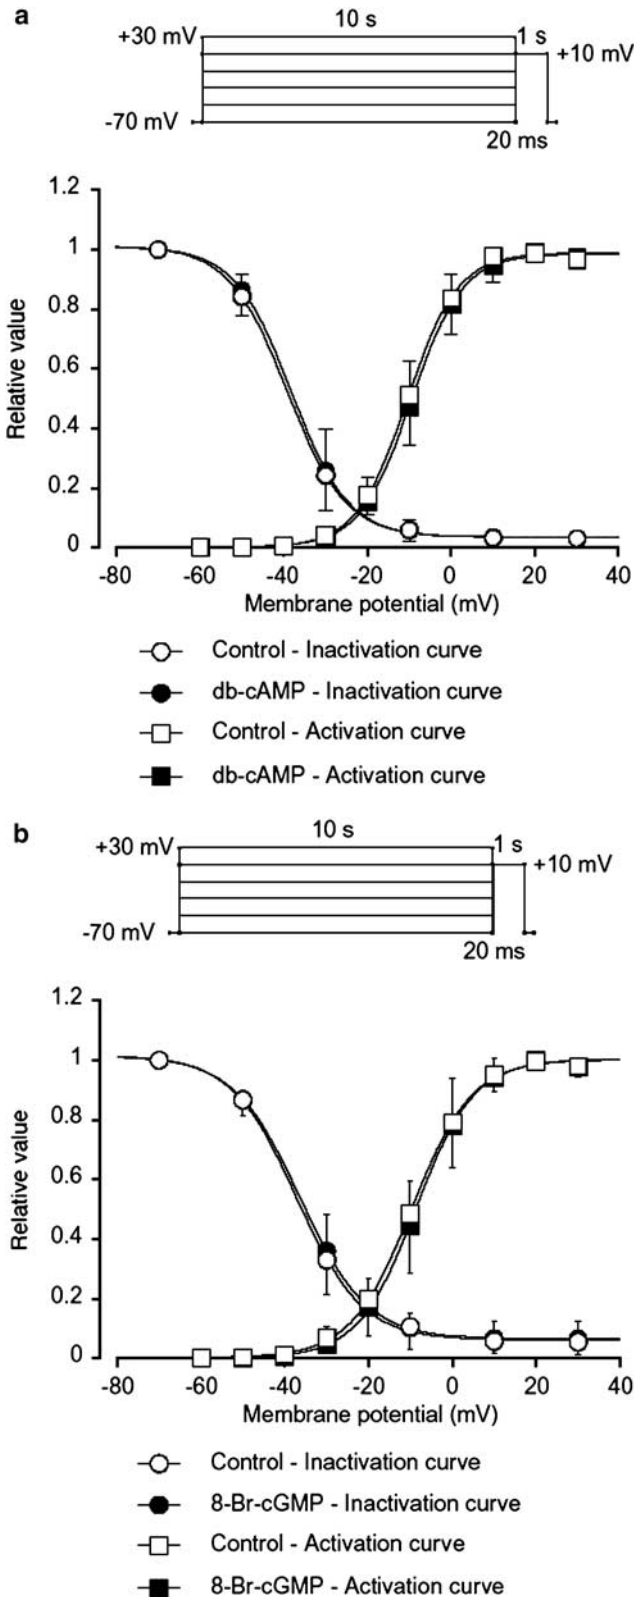 a
10 s
+30 mV
1 s
+10 mV
-70 mV
20 ms
1.2
1
0.8
0.6
0.4
0.2
0
Relative value
-80 -60 -40 -20 0 20 40
Membrane potential (mV)
Control - Inactivation curve
db-cAMP - Inactivation curve
Control - Activation curve
db-cAMP - Activation curve
b
10 s
+30 mV
1 s
+10 mV
-70 mV
20 ms
1.2
1
0.8
0.6
0.4
0.2
0
Relative value
-80 -60 -40 -20 0 20 40
Membrane potential (mV)
Control - Inactivation curve
8-Br-cGMP - Inactivation curve
Control - Activation curve
8-Br-cGMP - Activation curve